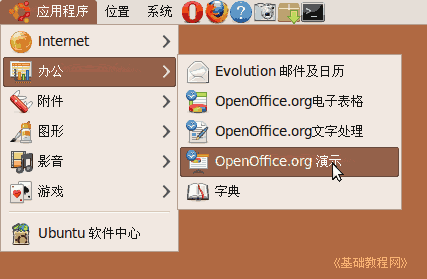 应用程序 位置 系统
Internet
办公
附件
图形
影音
游戏
Ubuntu 软件中心
Evolution 邮件及日历
OpenOffice.org电子表格
OpenOffice.org文字处理
OpenOffice.org 演示
字典
《基础教程网》